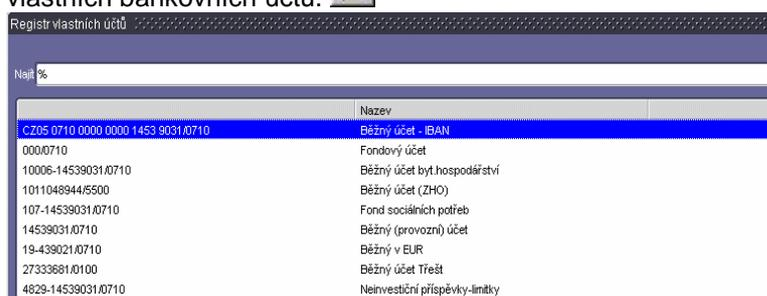 vlastních bankovních účtů.
Registr vlastních účtů
Najít %
Nazev
CZ05 0710 0000 0000 1453 9031/0710 Běžný účet - IBAN
000/0710 Fondový účet
10006-14539031/0710 Běžný účet byt.hospodářství
1011048944/5500 Běžný účet (ZHO)
107-14539031/0710 Fond sociálních potřeb
14539031/0710 Běžný (provozní) účet
19-439021/0710 Běžný v EUR
27333681/0100 Běžný účet Třešt
4829-14539031/0710 Neinvestiční příspěvky-limitky